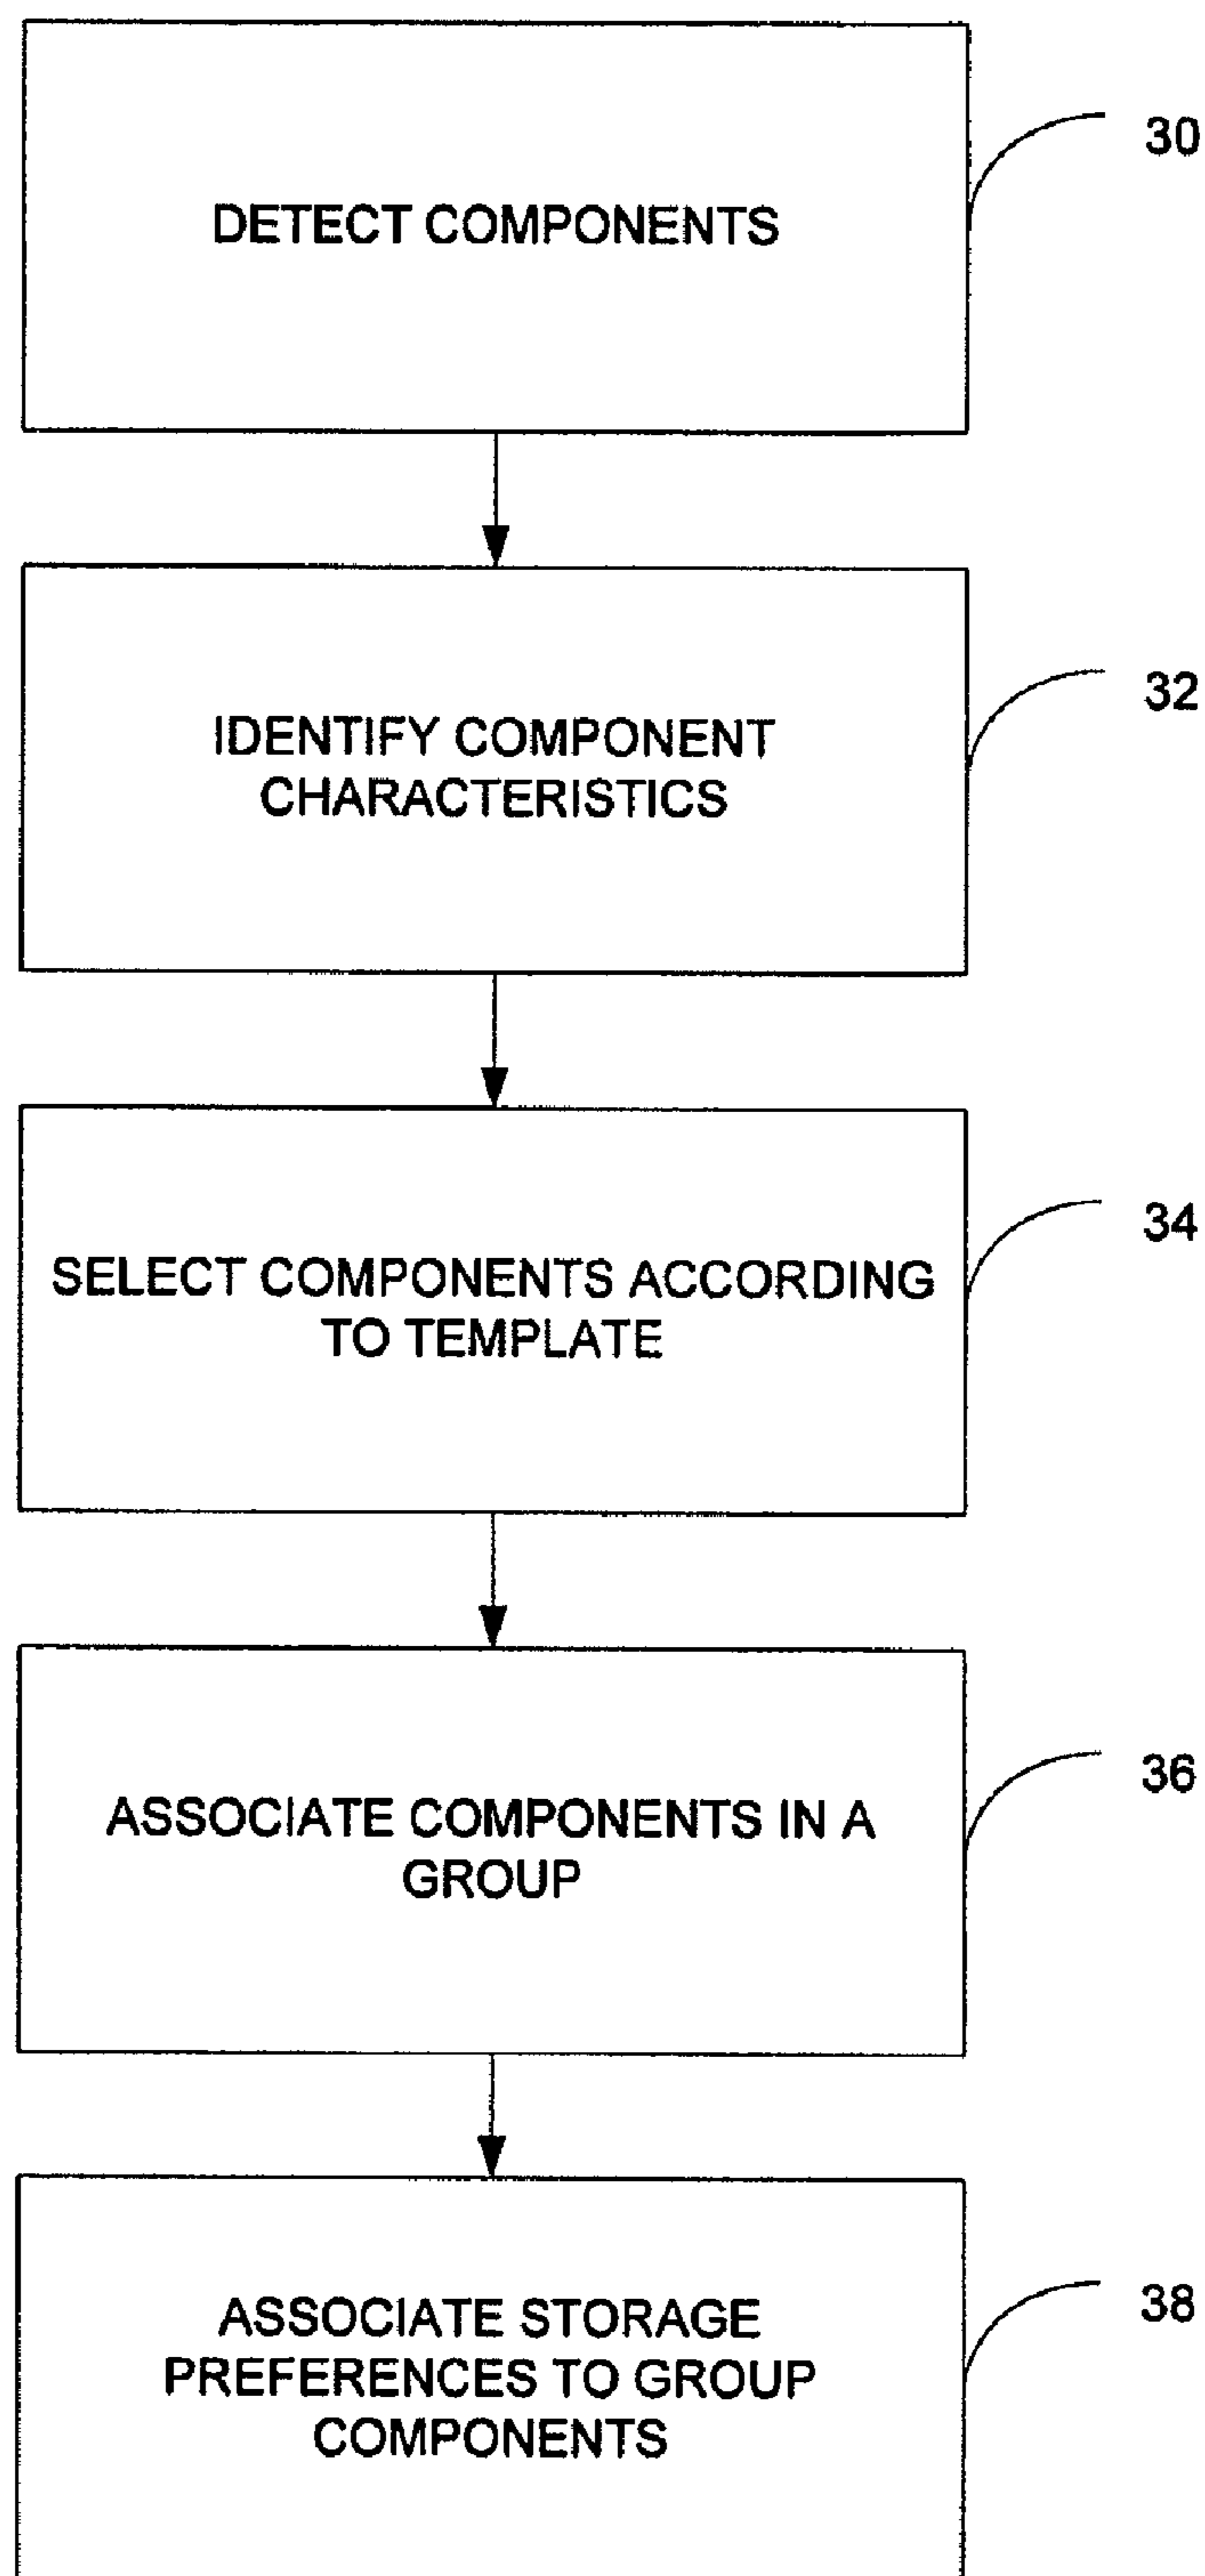 DETECT COMPONENTS
30
IDENTIFY COMPONENT
CHARACTERISTICS
32
SELECT COMPONENTS ACCORDING
TO TEMPLATE
34
ASSOCIATE COMPONENTS IN A
GROUP
36
ASSOCIATE STORAGE
PREFERENCES TO GROUP
COMPONENTS
38